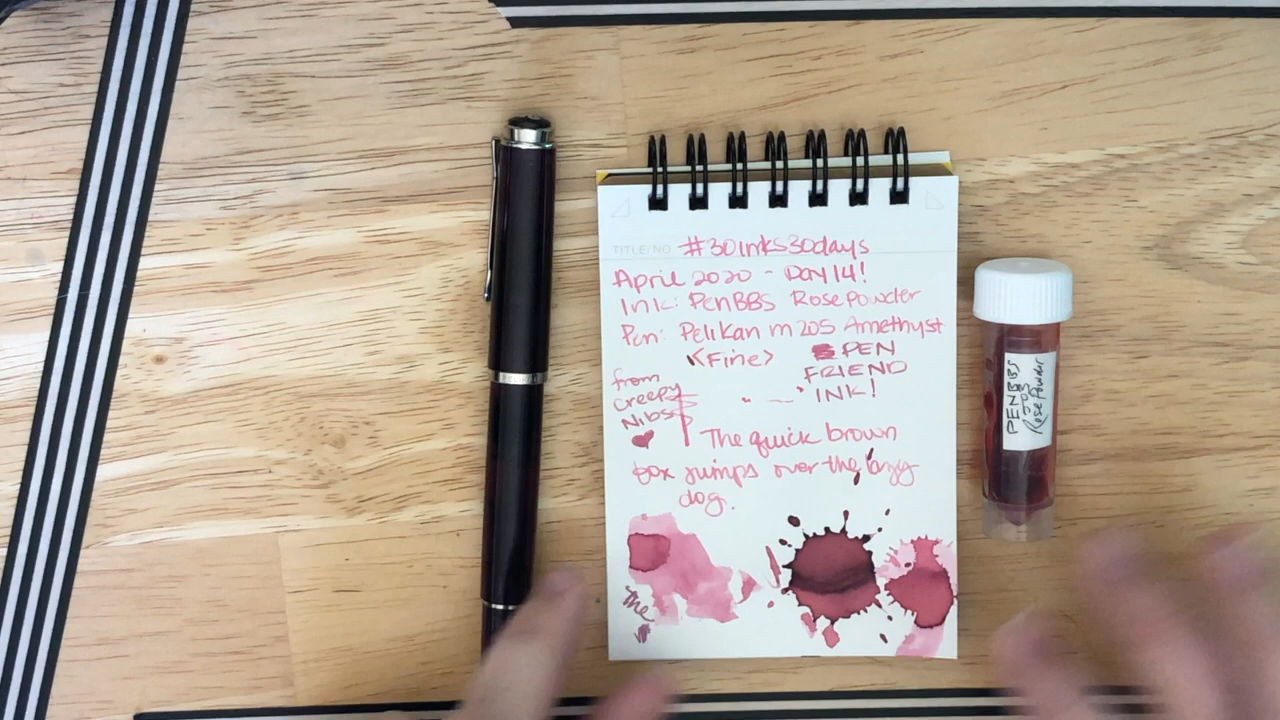 TITLE/NO. #30inks30days
April 2020 - Day 14!
Ink: PenBBS Rose Powder
Pen: Pelikan m205 Amethyst
<Fine>
PEN
FRIEND
INK!
from
Creepy
Nibs
The quick brown
fox jumps over the lazy
dog.
the
PENBBS
Rose Powder